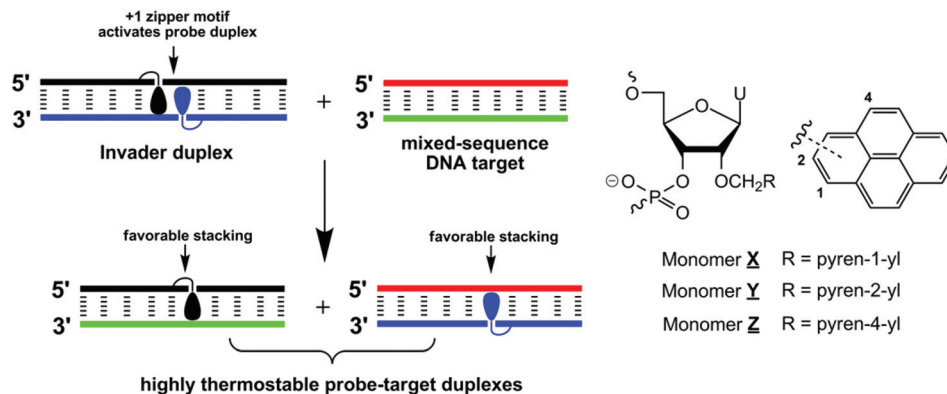 +1 zipper motif
activates probe duplex
5'
3'
Invader duplex
+
mixed-sequence
DNA target
favorable stacking
3'
5'
+
favorable stacking
5'
3'
highly thermostable probe-target duplexes
O
O
U
O
OCH2R
⊖O
P
O
4
2
1
Monomer X R = pyren-1-yl
Monomer Y R = pyren-2-yl
Monomer Z R = pyren-4-yl